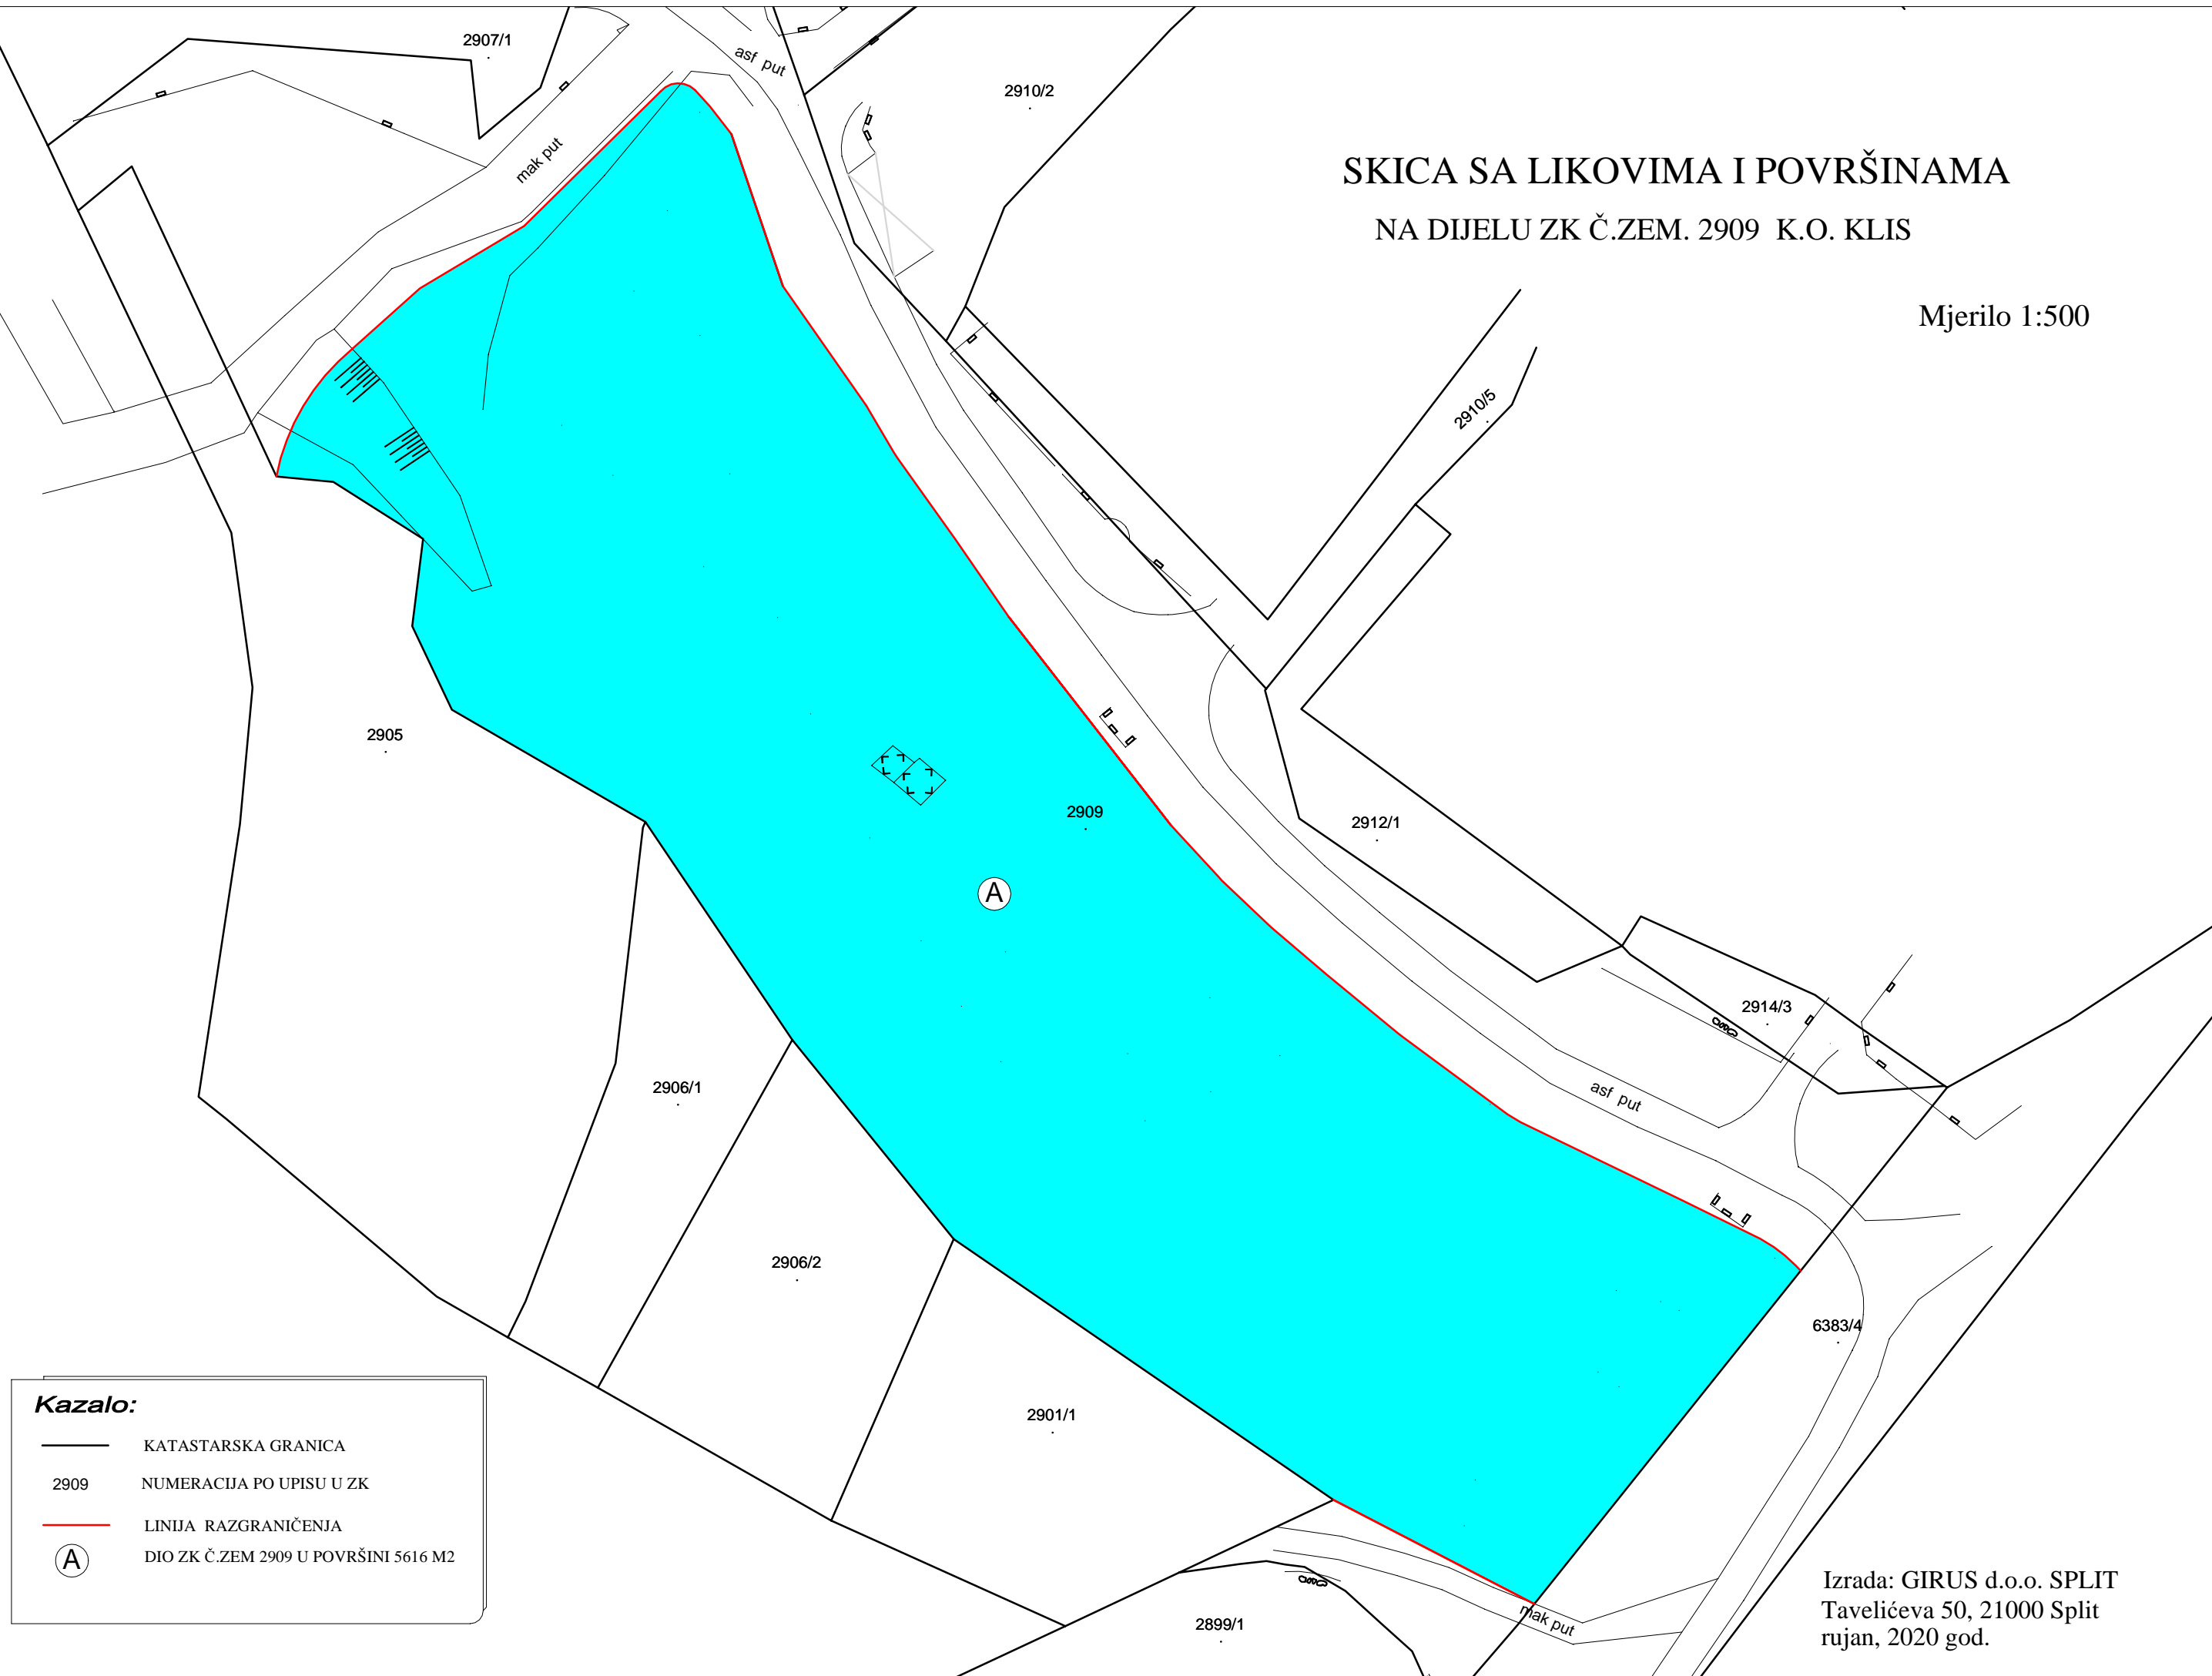 2907/1
asf put
2910/2
mak put
SKICA SA LIKOVIMA I POVRŠINAMA
NA DIJELU ZK Č.ZEM. 2909 K.O. KLIS
Mjerilo 1:500
2910/5
2905
2909
2912/1
A
2914/3
asf put
2906/1
2906/2
6383/4
2901/1
mak put
2899/1
Kazalo:
KATASTARSKA GRANICA
2909 NUMERACIJA PO UPISU U ZK
LINIJA RAZGRANIČENJA
A DIO ZK Č.ZEM 2909 U POVRŠINI 5616 M2
Izrada: GIRUS d.o.o. SPLIT
Tavelićeva 50, 21000 Split
rujan, 2020 god.